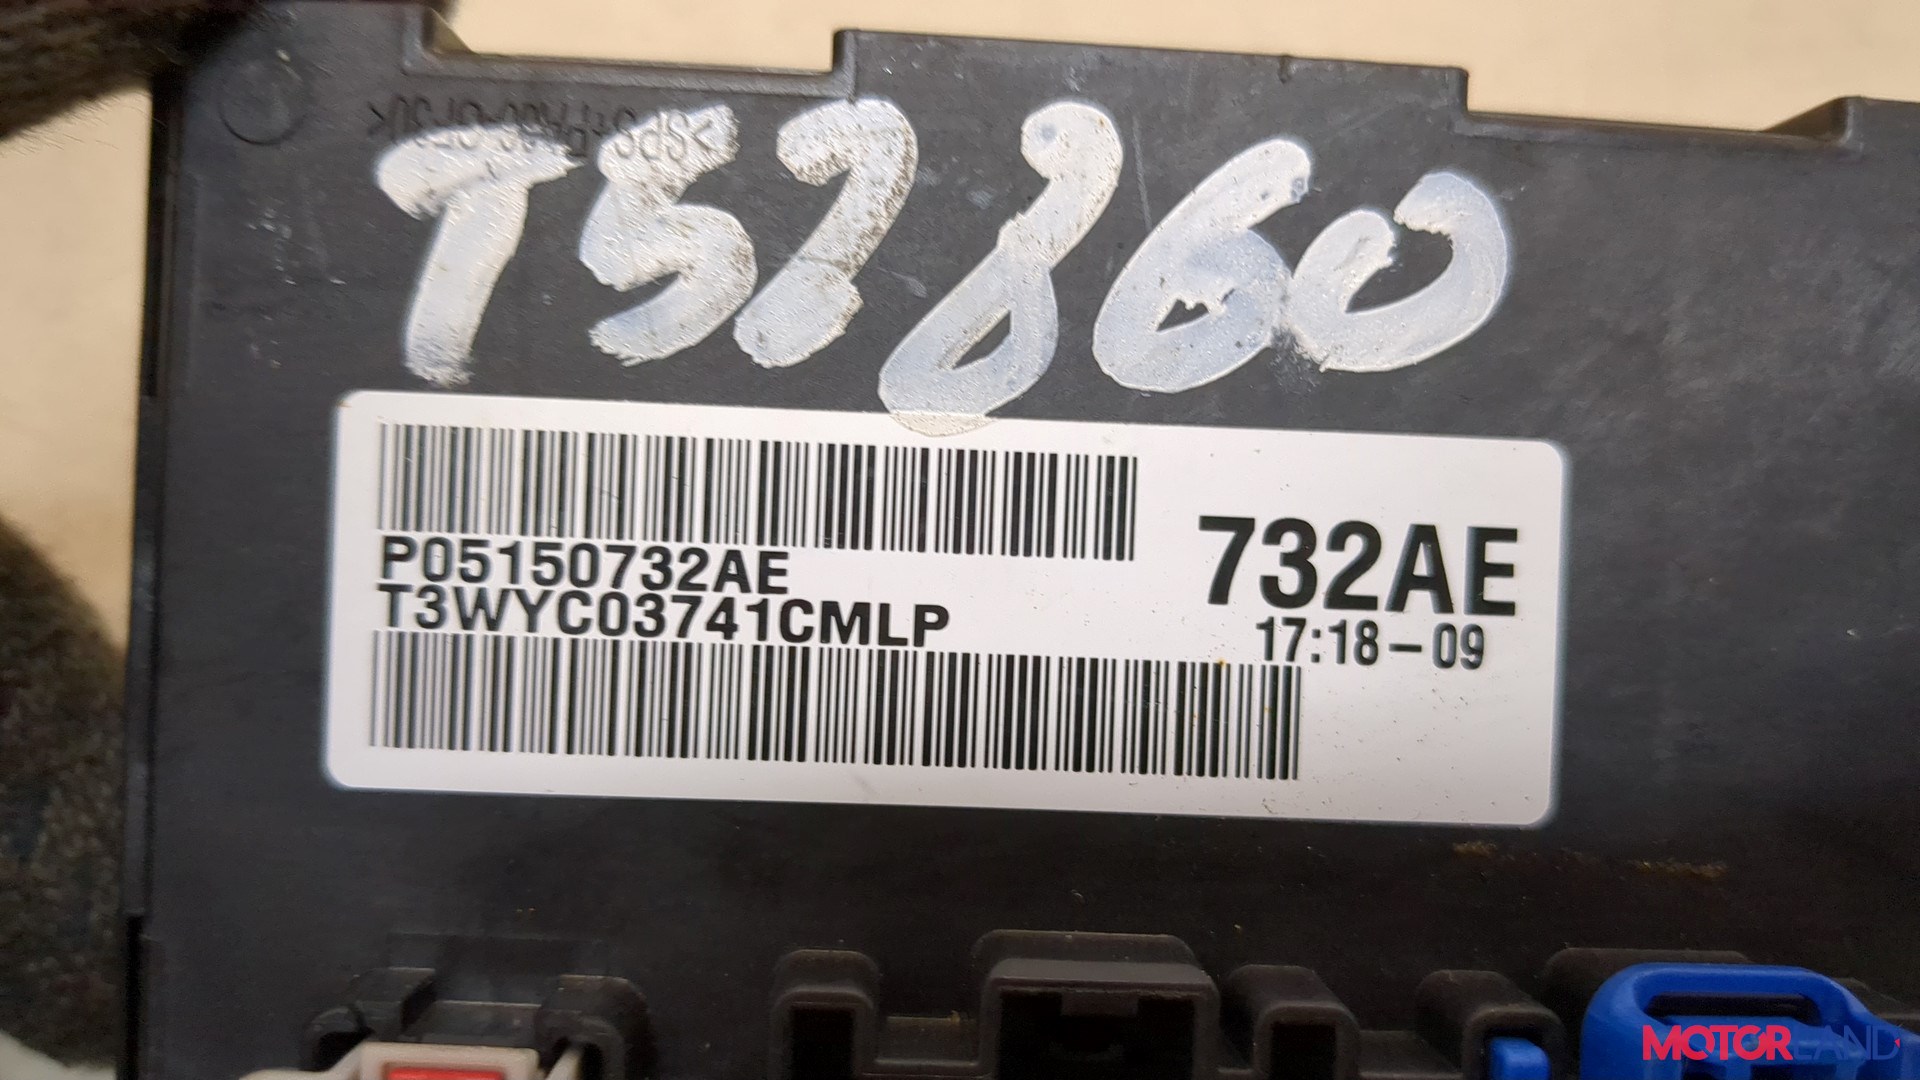 T52860
P05150732AE
T3WYC03741CMLP
732AE
17:18-09
MOTORLAND